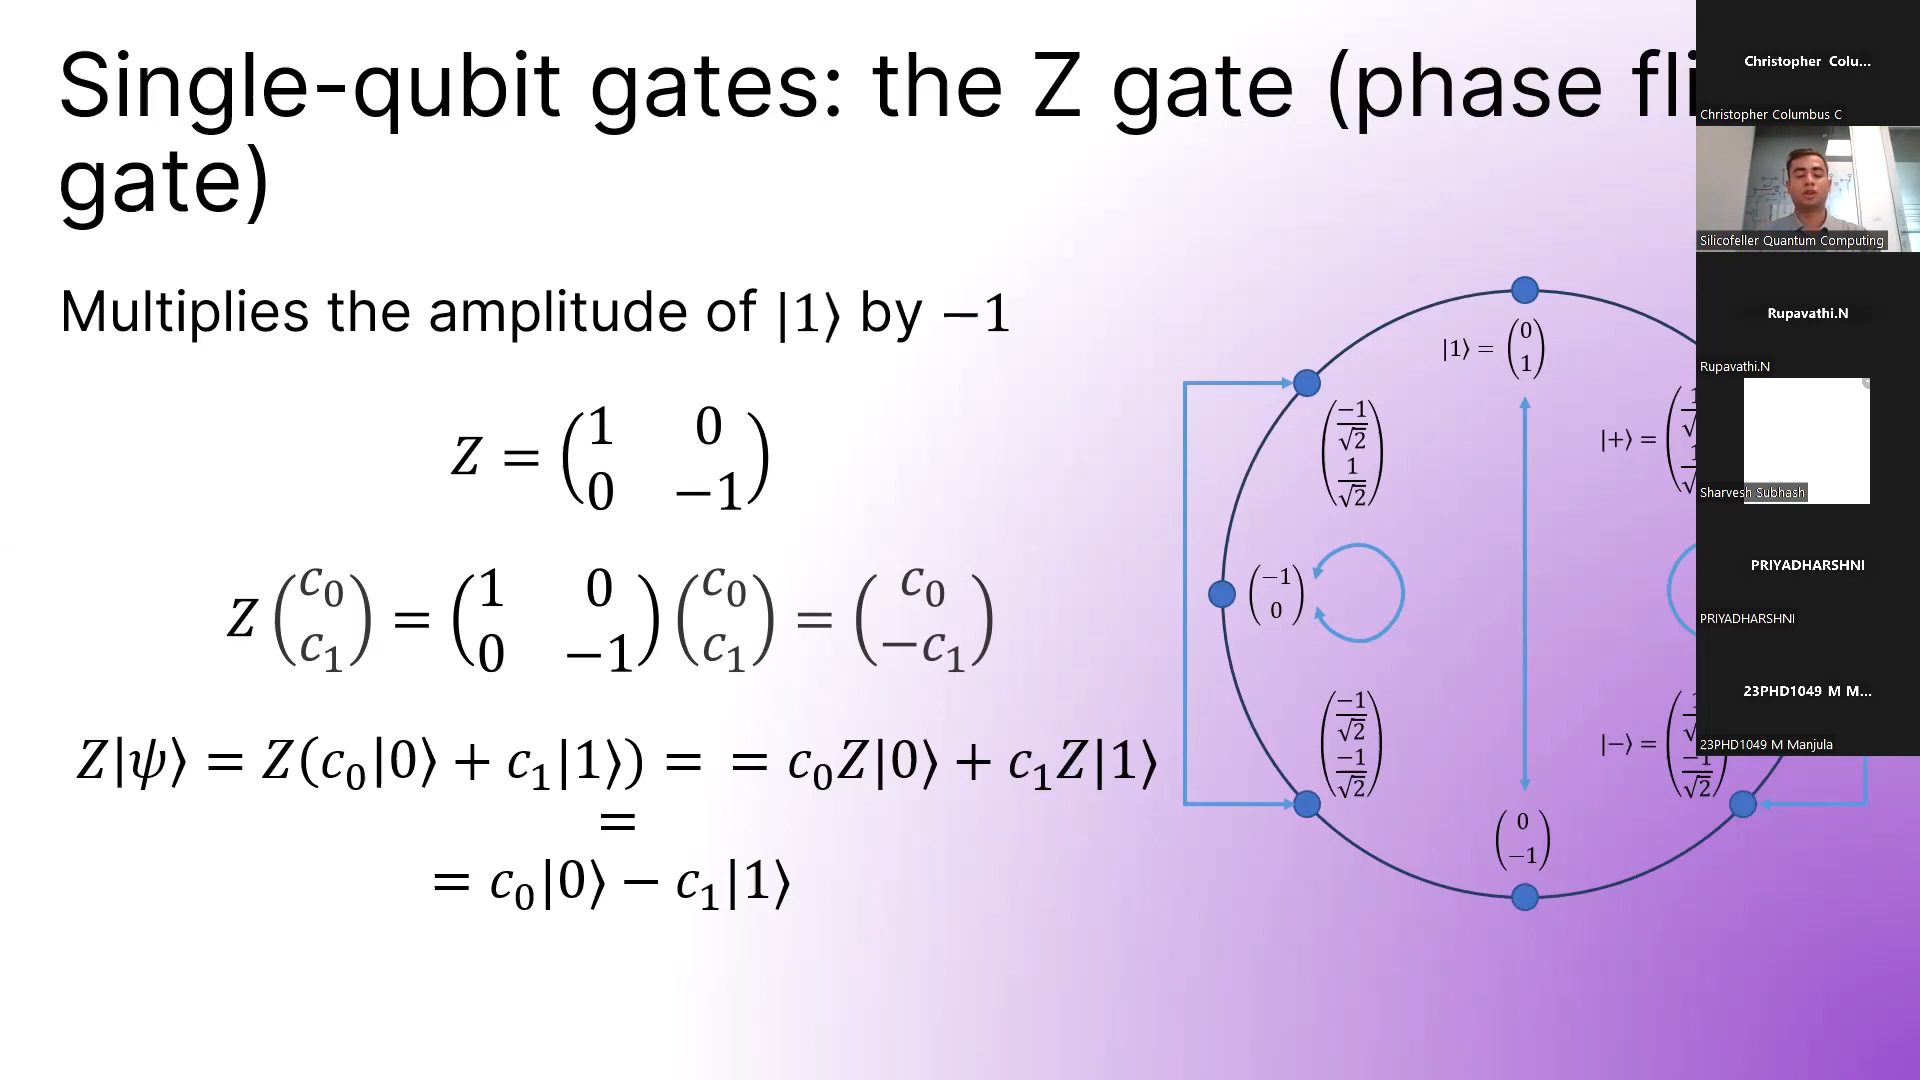 Single-qubit gates: the Z gate (phase fli
gate)
Multiplies the amplitude of |1⟩ by −1
Z = (1 0
0 −1)
Z (c₀
c₁) = (1 0
0 −1) (c₀
c₁) = (c₀
−c₁)
Z|ψ⟩ = Z(c₀|0⟩ + c₁|1⟩) = = c₀Z|0⟩ + c₁Z|1⟩
=
= c₀|0⟩ − c₁|1⟩
|1⟩ = (0
1)
(−1/√2
1/√2)
|+⟩ =
(−1
0)
(−1/√2
−1/√2)
|−⟩ =
−1/√2
(0
−1)
Christopher Colu...
Christopher Columbus C
Silicofeller Quantum Computing
Rupavathi.N
Rupavathi.N
Sharvesh Subhash
PRIYADHARSHNI
PRIYADHARSHNI
23PHD1049 M M...
23PHD1049 M Manjula